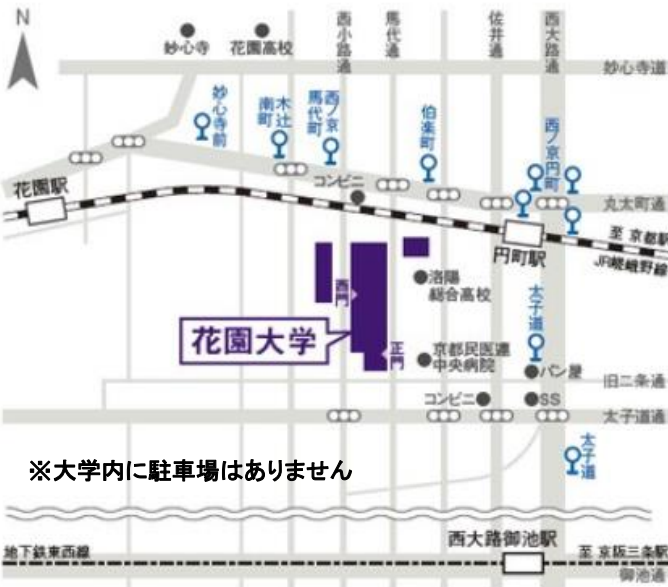 N
妙心寺
花園高校
西小路通
馬代通
佐井通
西大路通
妙心寺道
妙心寺前
木辻南町
西ノ京馬代町
伯楽町
西ノ京円町
花園駅
コンビニ
丸太町通
至 京都駅
円町駅
JR嵯峨野線
西門
洛陽
総合高校
太子道
花園大学
正門
京都民医連
中央病院
パン屋
旧二条通
コンビニ
SS
太子道通
※大学内に駐車場はありません
太子道
西大路御池駅
地下鉄東西線
至 京阪三条駅
御池通